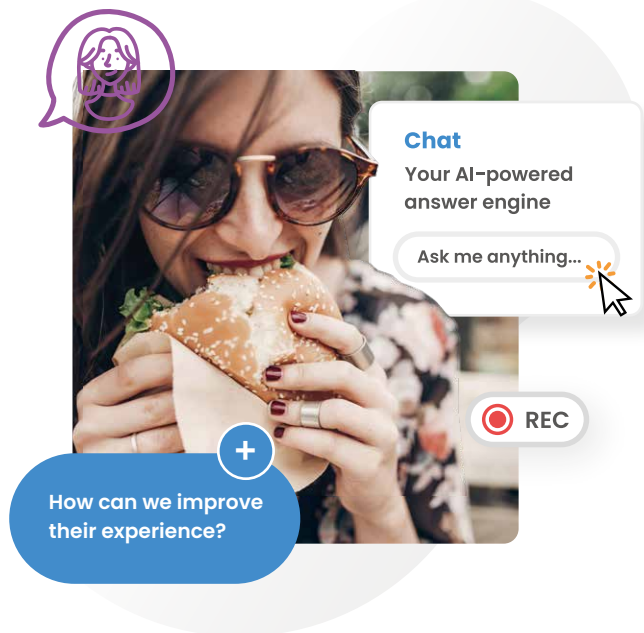 Chat
Your AI-powered
answer engine
Ask me anything...
REC
+
How can we improve
their experience?